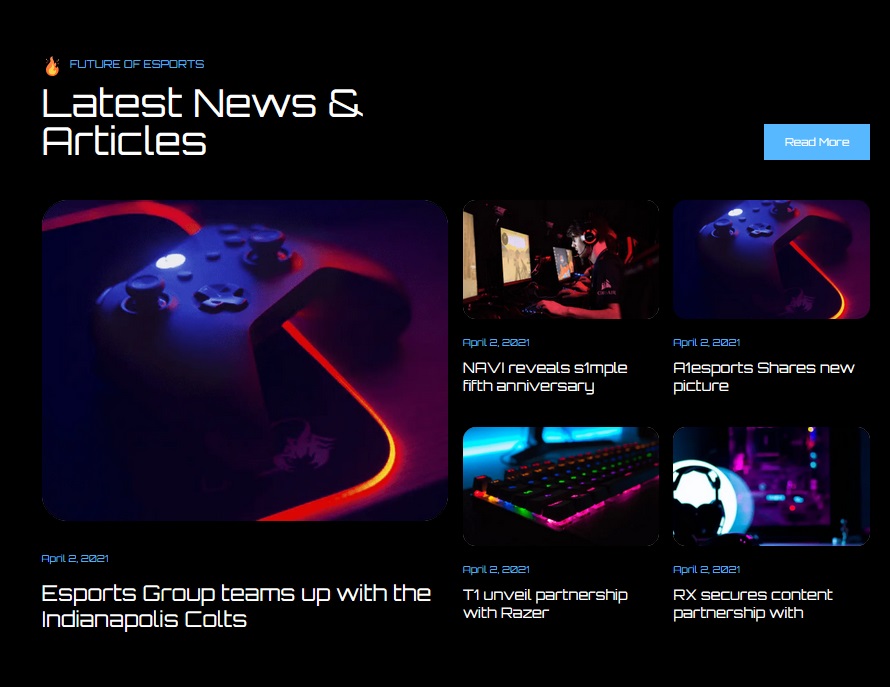 FUTURE OF ESPORTS
Latest News &
Articles
Read More
April 2, 2021
Esports Group teams up with the
Indianapolis Colts
April 2, 2021
NAVI reveals s1mple
fifth anniversary
April 2, 2021
A1esports Shares new
picture
April 2, 2021
T1 unveil partnership
with Razer
April 2, 2021
RX secures content
partnership with